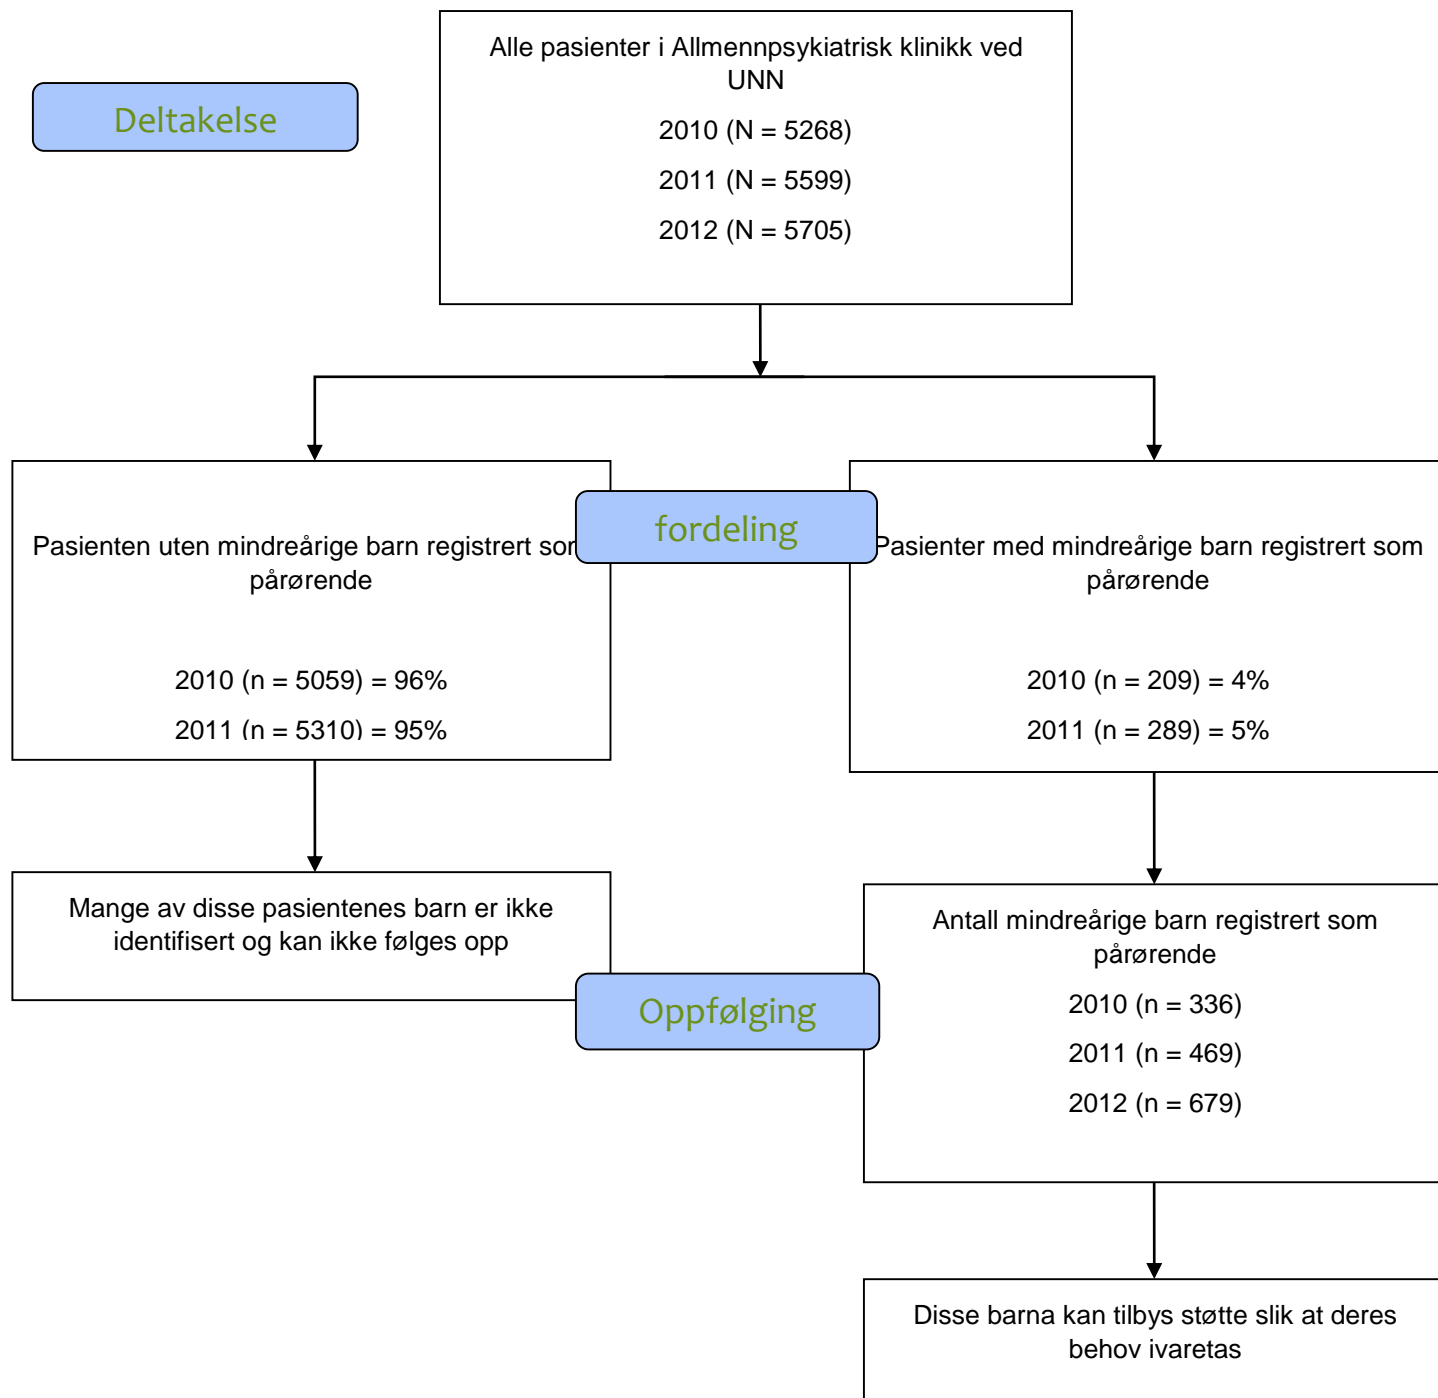 Alle pasienter i Allmennpsykiatrisk klinikk ved
UNN
2010 (N = 5268)
2011 (N = 5599)
2012 (N = 5705)
Deltakelse
Pasienten uten mindreårige barn registrert som
pårørende
2010 (n = 5059) = 96%
2011 (n = 5310) = 95%
fordeling
Pasienter med mindreårige barn registrert som
pårørende
2010 (n = 209) = 4%
2011 (n = 289) = 5%
Mange av disse pasientenes barn er ikke
identifisert og kan ikke følges opp
Oppfølging
Antall mindreårige barn registrert som
pårørende
2010 (n = 336)
2011 (n = 469)
2012 (n = 679)
Disse barna kan tilbys støtte slik at deres
behov ivaretas